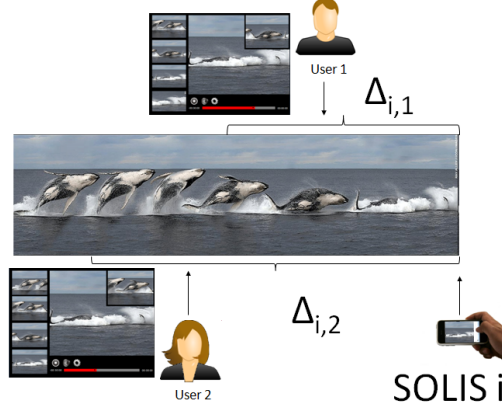 User 1
Δi,1
Δi,2
User 2
SOLIS i